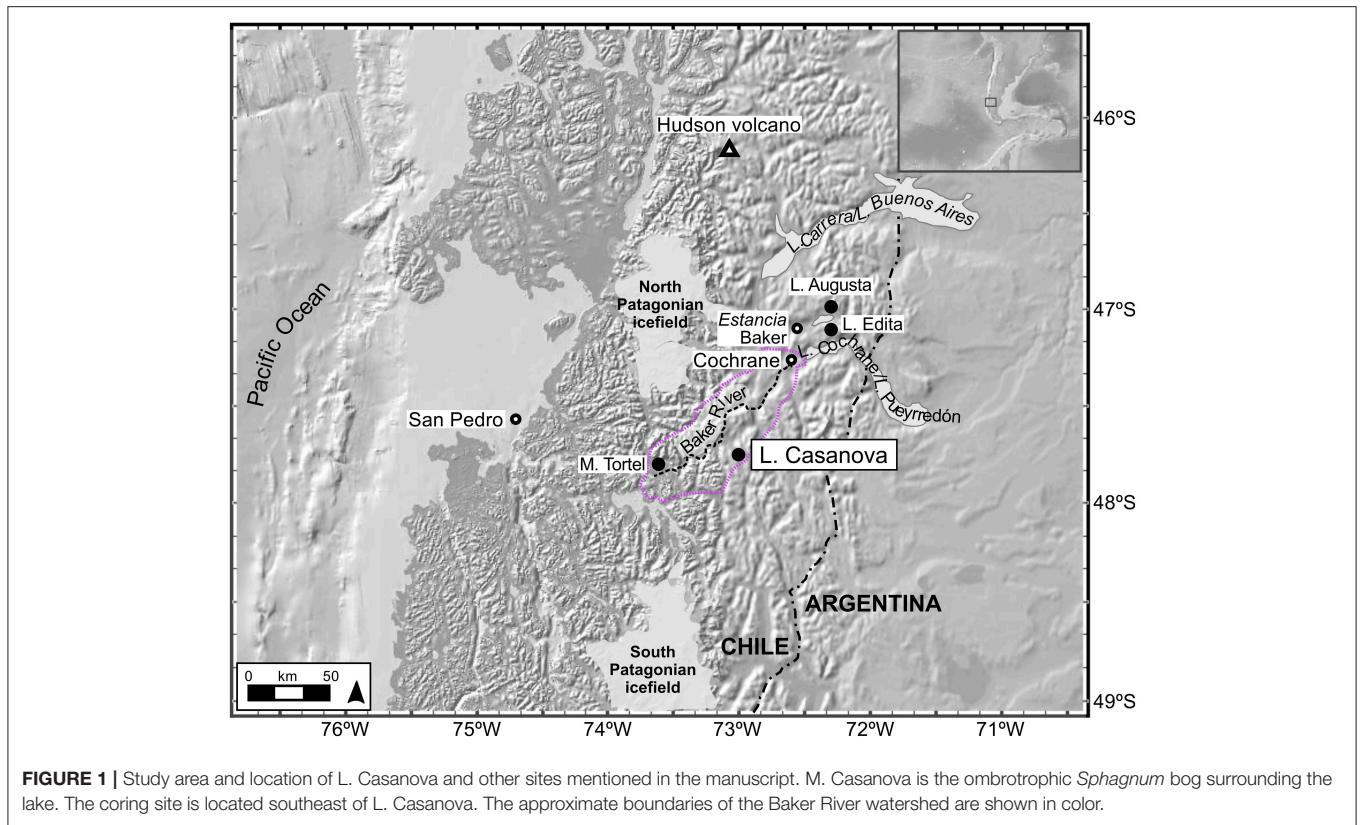 Hudson volcano
46ºS
L.Carrera/L. Buenos Aires
North
Patagonian
icefield
L. Augusta
47ºS
Estancia
Baker
L. Edita
Pacific Ocean
Cochrane
L. Cochrane/L. Pueyrredón
Baker River
San Pedro
M. Tortel
L. Casanova
48ºS
ARGENTINA
CHILE
South
Patagonian
icefield
0 km 50
49ºS
76ºW 75ºW 74ºW 73ºW 72ºW 71ºW
FIGURE 1 | Study area and location of L. Casanova and other sites mentioned in the manuscript. M. Casanova is the ombrotrophic Sphagnum bog surrounding the
lake. The coring site is located southeast of L. Casanova. The approximate boundaries of the Baker River watershed are shown in color.